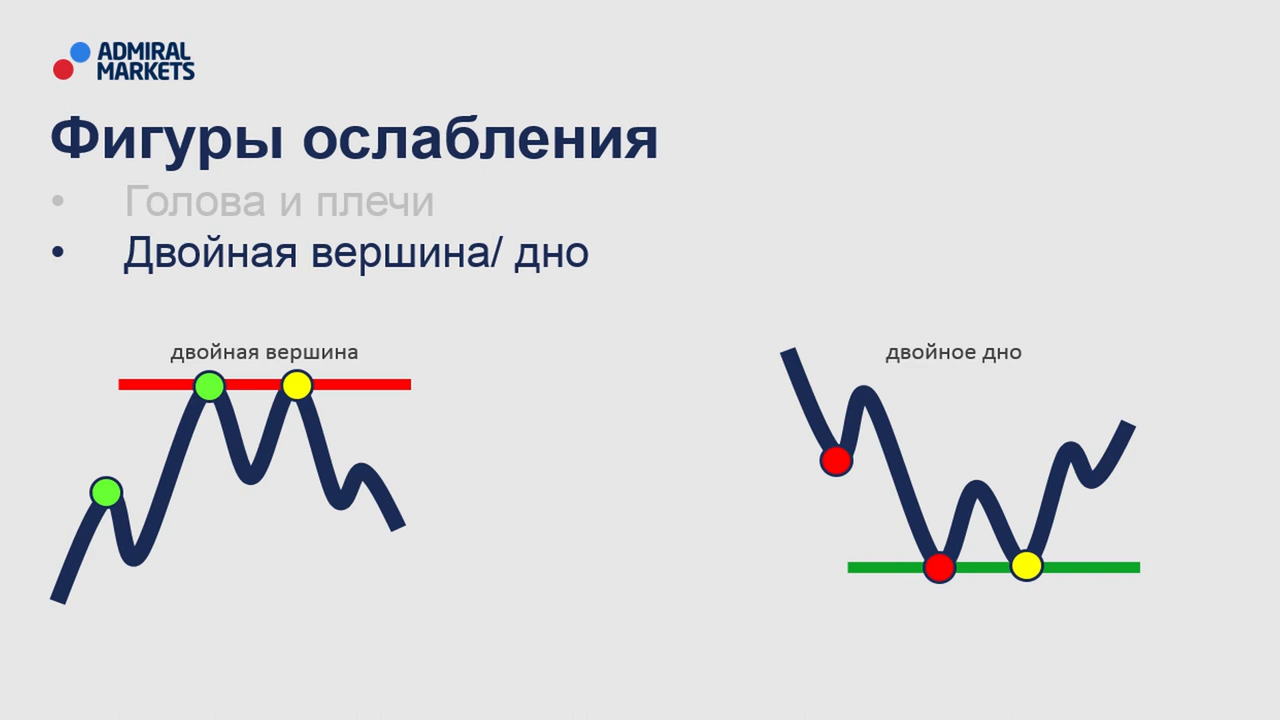 ADMIRAL
MARKETS
Фигуры ослабления
• Голова и плечи
• Двойная вершина/ дно
двойная вершина
двойное дно